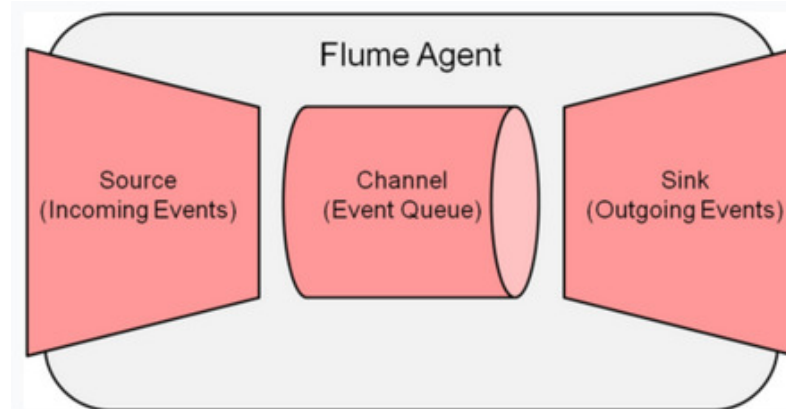 Flume Agent
Source
(Incoming Events)
Channel
(Event Queue)
Sink
(Outgoing Events)